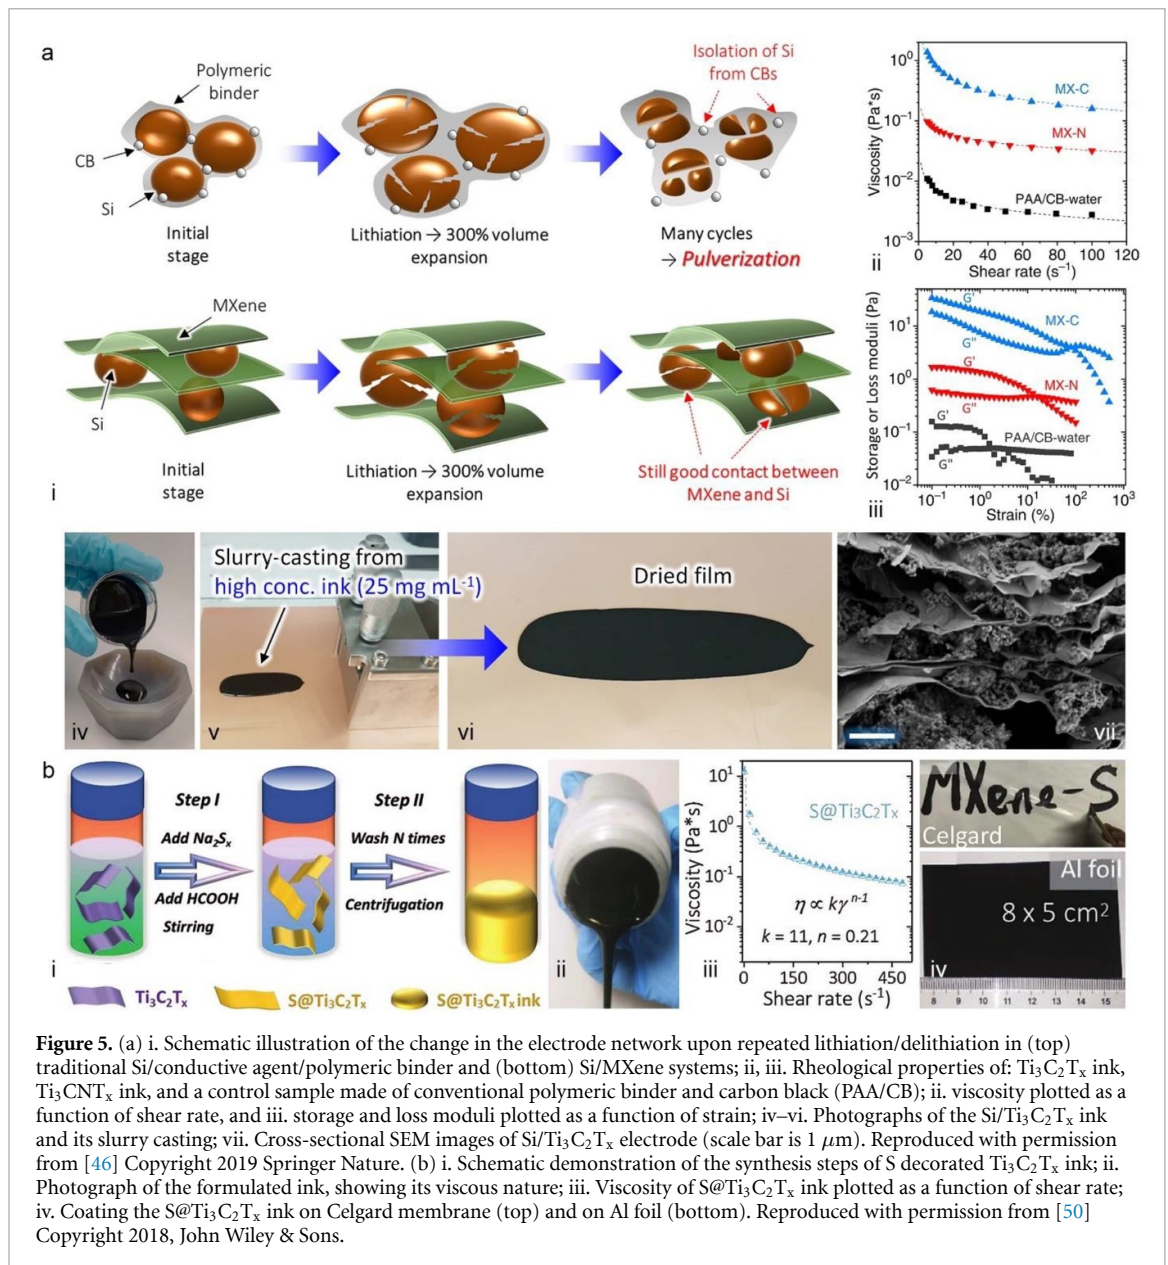 a
Polymeric
binder
CB
Si
Initial
stage
Lithiation → 300% volume
expansion
Isolation of Si
from CBs
Many cycles
→ Pulverization
MXene
Si
Initial
stage
Lithiation → 300% volume
expansion
Still good contact between
MXene and Si
i
10⁰
10⁻¹
10⁻²
10⁻³
Viscosity (Pa*s)
MX-C
MX-N
PAA/CB-water
0 20 40 60 80 100 120
Shear rate (s⁻¹)
ii
10¹
10⁰
10⁻¹
10⁻²
Storage or Loss moduli (Pa)
G'
MX-C
G"
G'
MX-N
G"
G'
PAA/CB-water
G"
10⁻¹ 10⁰ 10¹ 10² 10³
Strain (%)
iii
iv
Slurry-casting from
high conc. ink (25 mg mL⁻¹)
v
Dried film
vi
vii
b
Step I
Add Na₂Sₓ
Add HCOOH
Stirring
Step II
Wash N times
Centrifugation
i
Ti₃C₂Tₓ
S@Ti₃C₂Tₓ
S@Ti₃C₂Tₓ ink
ii
10¹
10⁰
10⁻¹
10⁻²
Viscosity (Pa*s)
S@Ti₃C₂Tₓ
η ∝ kγⁿ⁻¹
k = 11, n = 0.21
0 150 300 450
Shear rate (s⁻¹)
iii
MXene-S
Celgard
Al foil
8 x 5 cm²
iv
8 9 10 11 12 13 14 15
Figure 5. (a) i. Schematic illustration of the change in the electrode network upon repeated lithiation/delithiation in (top)
traditional Si/conductive agent/polymeric binder and (bottom) Si/MXene systems; ii, iii. Rheological properties of: Ti₃C₂Tₓ ink,
Ti₃CNTₓ ink, and a control sample made of conventional polymeric binder and carbon black (PAA/CB); ii. viscosity plotted as a
function of shear rate, and iii. storage and loss moduli plotted as a function of strain; iv–vi. Photographs of the Si/Ti₃C₂Tₓ ink
and its slurry casting; vii. Cross-sectional SEM images of Si/Ti₃C₂Tₓ electrode (scale bar is 1 μm). Reproduced with permission
from [46] Copyright 2019 Springer Nature. (b) i. Schematic demonstration of the synthesis steps of S decorated Ti₃C₂Tₓ ink; ii.
Photograph of the formulated ink, showing its viscous nature; iii. Viscosity of S@Ti₃C₂Tₓ ink plotted as a function of shear rate;
iv. Coating the S@Ti₃C₂Tₓ ink on Celgard membrane (top) and on Al foil (bottom). Reproduced with permission from [50]
Copyright 2018, John Wiley & Sons.